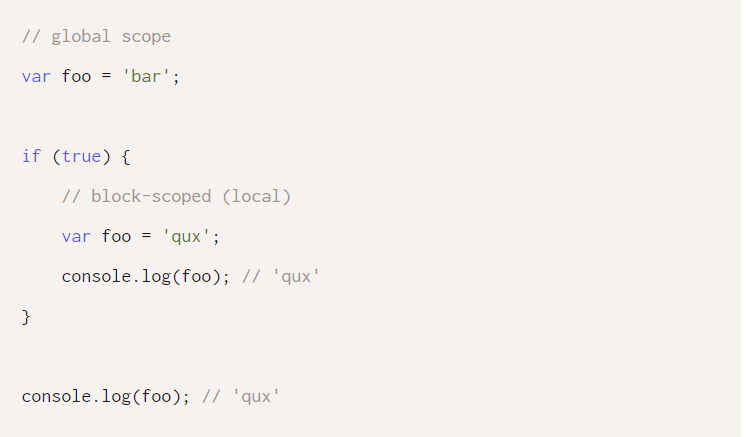 // global scope
var foo = 'bar';
if (true) {
// block-scoped (local)
var foo = 'qux';
console.log(foo); // 'qux'
}
console.log(foo); // 'qux'